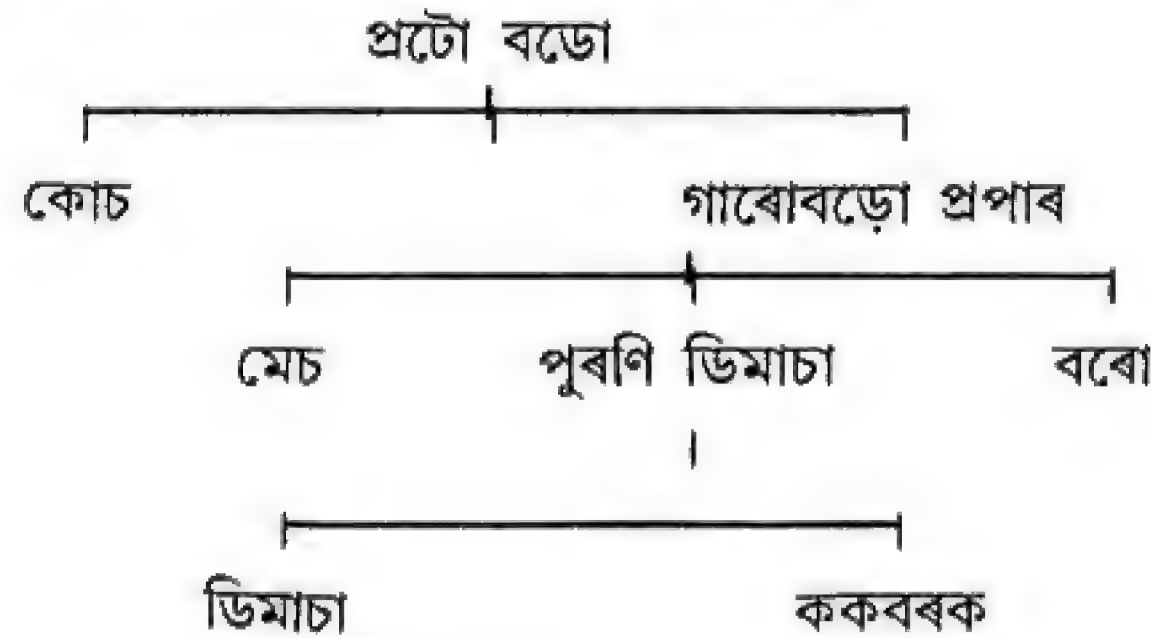 প্ৰটৌ বডো
কোচ গাৰোবড়ো প্ৰপাৰ
মেচ পুৰণি ডিমাচা বৰো
ডিমাচা ককবৰক